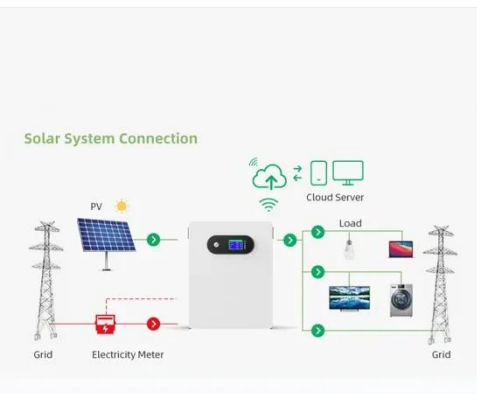 Solar System Connection
Cloud Server
PV
Load
Grid
Electricity Meter
Grid